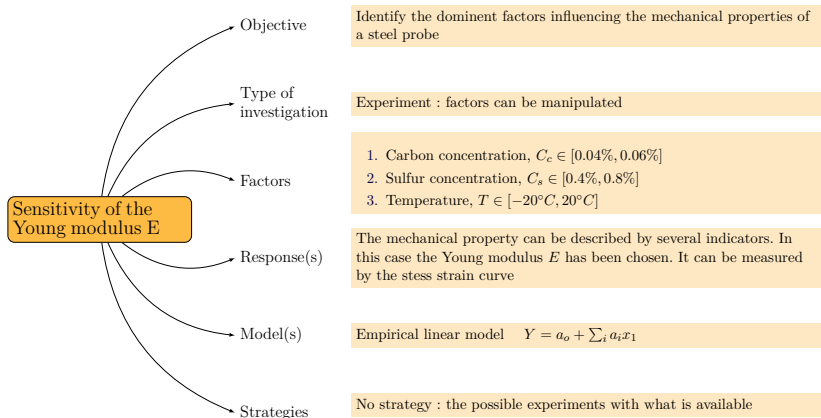 Objective
Identify the dominent factors influencing the mechanical properties of
a steel probe
Type of
investigation
Experiment : factors can be manipulated
Factors
1. Carbon concentration, $C_c \in [0.04\%, 0.06\%]$
2. Sulfur concentration, $C_s \in [0.4\%, 0.8\%]$
3. Temperature, $T \in [-20°C, 20°C]$
Sensitivity of the
Young modulus E
Response(s)
The mechanical property can be described by several indicators. In
this case the Young modulus $E$ has been chosen. It can be measured
by the stess strain curve
Model(s)
Empirical linear model $Y = a_o + \sum_i a_i x_1$
Strategies
No strategy : the possible experiments with what is available